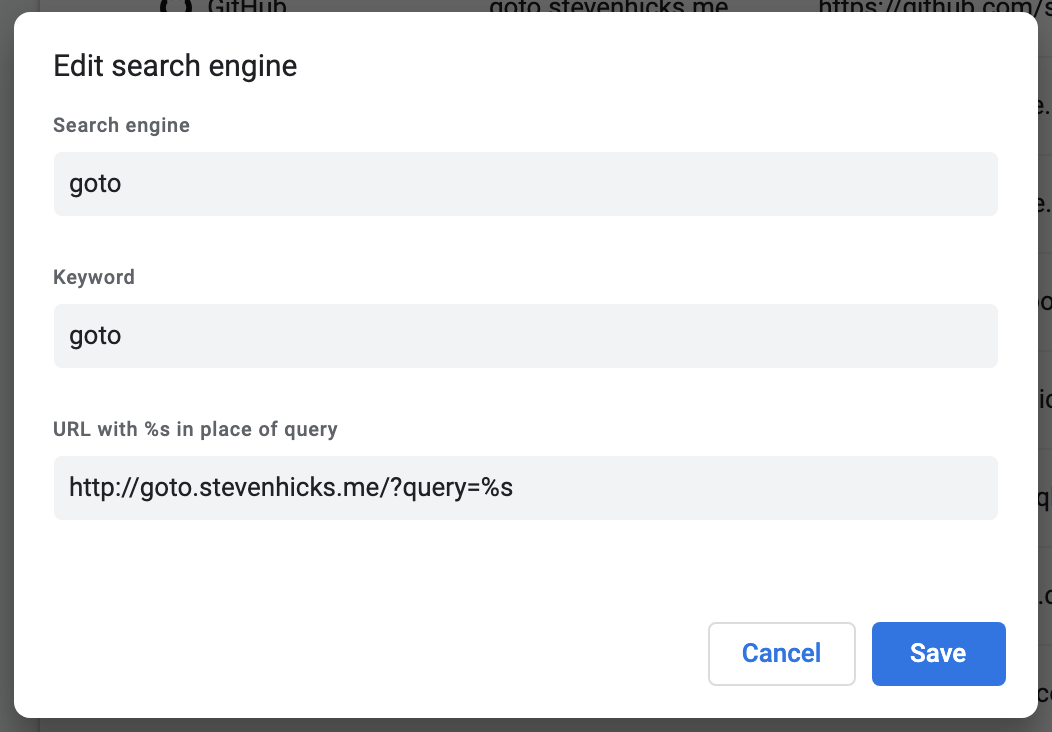 GitHub goto.stevenhicks.me https://github.com/s
Edit search engine
Search engine
goto
Keyword
goto
URL with %s in place of query
http://goto.stevenhicks.me/?query=%s
Cancel Save